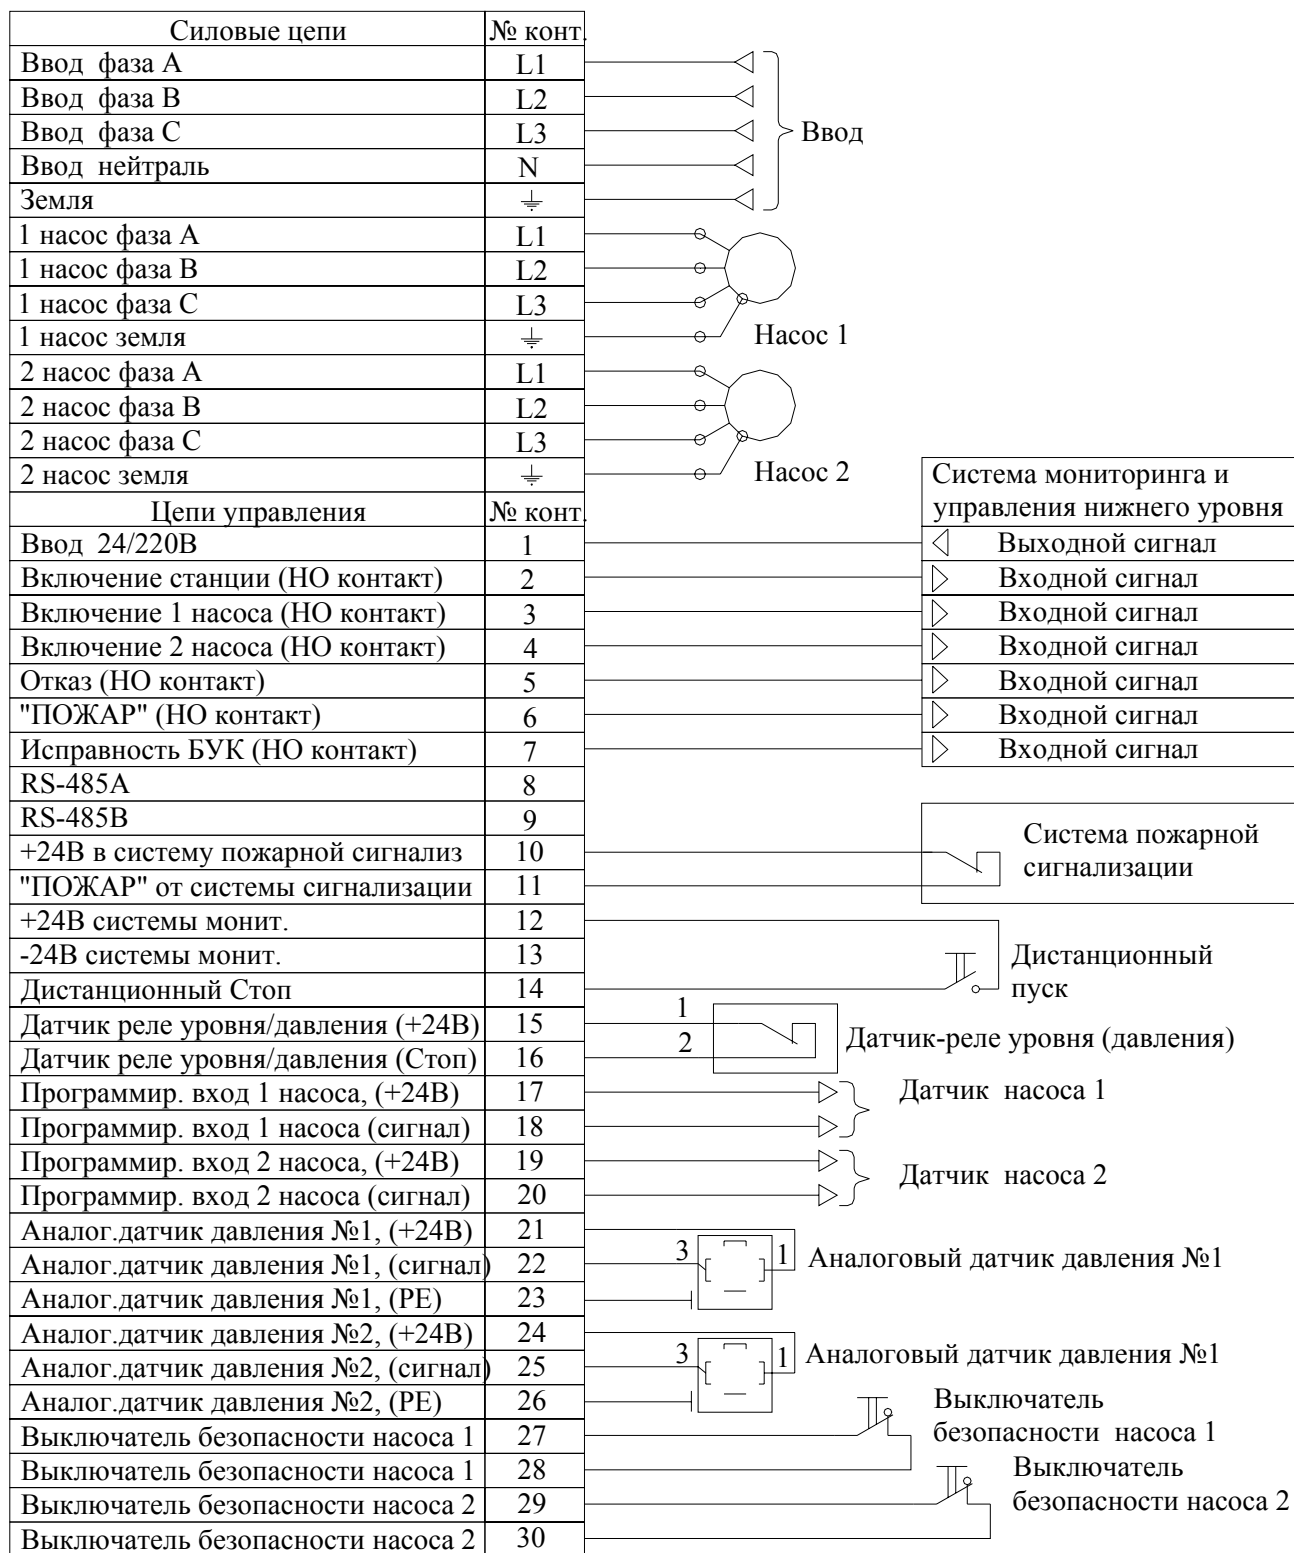 Силовые цепи № конт.
Ввод фаза А L1
Ввод фаза В L2
Ввод фаза С L3
Ввод нейтраль N
Земля
Ввод
1 насос фаза А L1
1 насос фаза В L2
1 насос фаза С L3
1 насос земля
Насос 1
2 насос фаза А L1
2 насос фаза В L2
2 насос фаза С L3
2 насос земля
Насос 2
Цепи управления № конт.
Система мониторинга и
управления нижнего уровня
Ввод 24/220В 1 Выходной сигнал
Включение станции (НО контакт) 2 Входной сигнал
Включение 1 насоса (НО контакт) 3 Входной сигнал
Включение 2 насоса (НО контакт) 4 Входной сигнал
Отказ (НО контакт) 5 Входной сигнал
"ПОЖАР" (НО контакт) 6 Входной сигнал
Исправность БУК (НО контакт) 7 Входной сигнал
RS-485A 8
RS-485B 9
+24В в систему пожарной сигнализ 10
"ПОЖАР" от системы сигнализации 11
Система пожарной
сигнализации
+24В системы монит. 12
-24В системы монит. 13
Дистанционный Стоп 14
Дистанционный
пуск
Датчик реле уровня/давления (+24В) 15 1
Датчик реле уровня/давления (Стоп) 16 2
Датчик-реле уровня (давления)
Программир. вход 1 насоса, (+24В) 17
Программир. вход 1 насоса (сигнал) 18
Датчик насоса 1
Программир. вход 2 насоса, (+24В) 19
Программир. вход 2 насоса (сигнал) 20
Датчик насоса 2
Аналог.датчик давления №1, (+24В) 21
Аналог.датчик давления №1, (сигнал) 22
Аналог.датчик давления №1, (РЕ) 23
3 1 Аналоговый датчик давления №1
Аналог.датчик давления №2, (+24В) 24
Аналог.датчик давления №2, (сигнал) 25
Аналог.датчик давления №2, (РЕ) 26
3 1 Аналоговый датчик давления №1
Выключатель безопасности насоса 1 27
Выключатель безопасности насоса 1 28
Выключатель
безопасности насоса 1
Выключатель безопасности насоса 2 29
Выключатель безопасности насоса 2 30
Выключатель
безопасности насоса 2